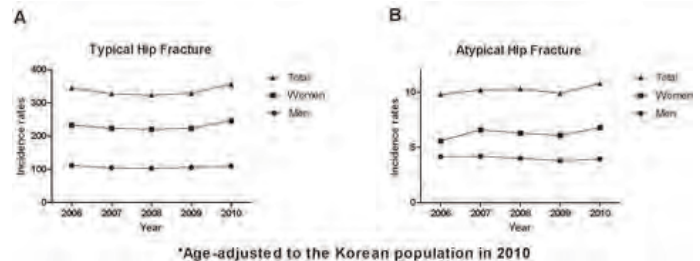 A
Typical Hip Fracture
400
300
200
100
0
Incidence rates
2006 2007 2008 2009 2010
Year
Total
Women
Men
B
Atypical Hip Fracture
10
5
0
Incidence rates
2006 2007 2008 2009 2010
Year
Total
Women
Men
*Age-adjusted to the Korean population in 2010